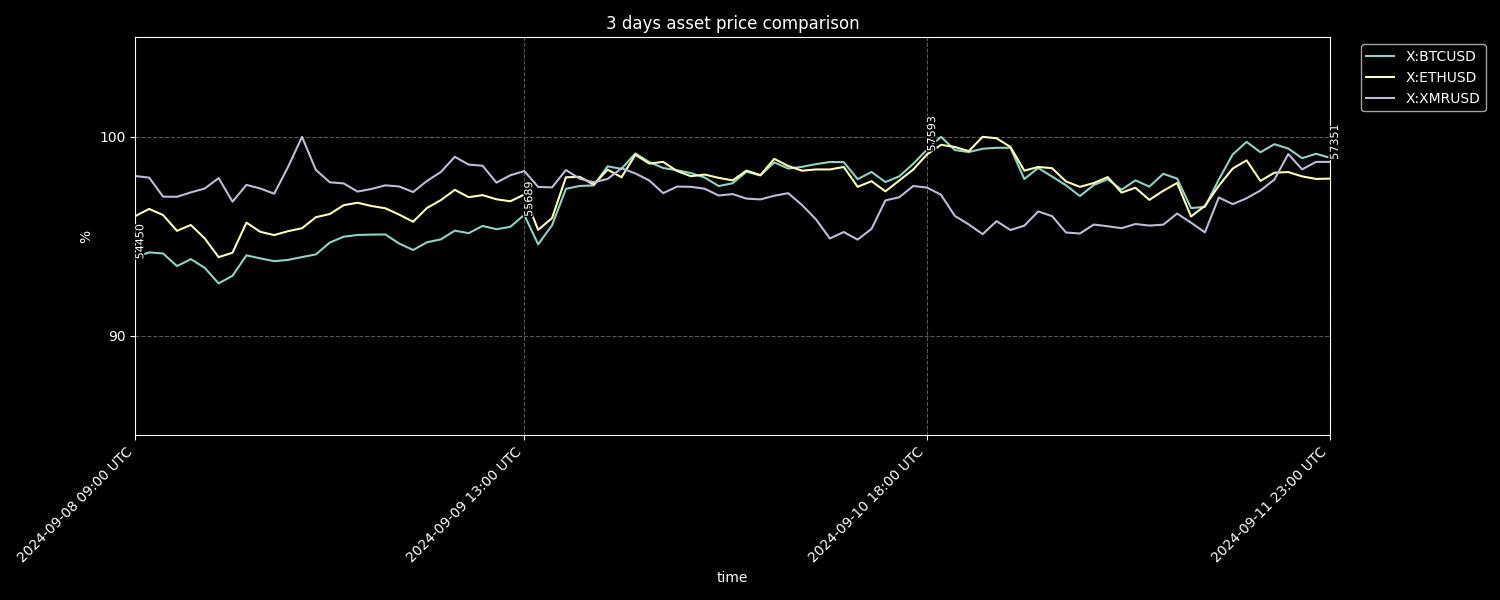 3 days asset price comparison
X:BTCUSD
X:ETHUSD
X:XMRUSD
100
90
%
54450
55689
57593
57351
2024-09-08 09:00 UTC
2024-09-09 13:00 UTC
2024-09-10 18:00 UTC
2024-09-11 23:00 UTC
time